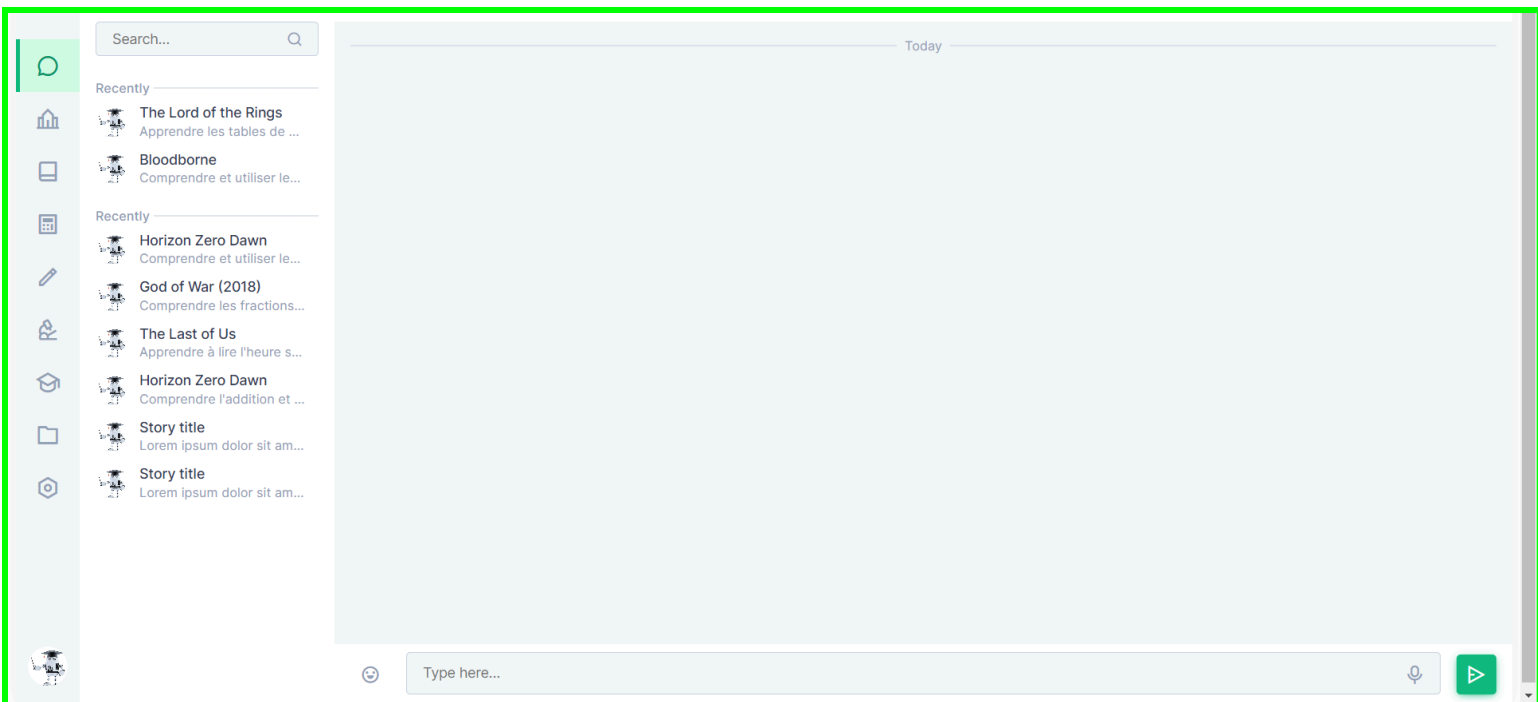 Search...
Today
Recently
The Lord of the Rings
Apprendre les tables de ...
Bloodborne
Comprendre et utiliser le...
Recently
Horizon Zero Dawn
Comprendre et utiliser le...
God of War (2018)
Comprendre les fractions...
The Last of Us
Apprendre à lire l'heure s...
Horizon Zero Dawn
Comprendre l'addition et ...
Story title
Lorem ipsum dolor sit am...
Story title
Lorem ipsum dolor sit am...
Type here...